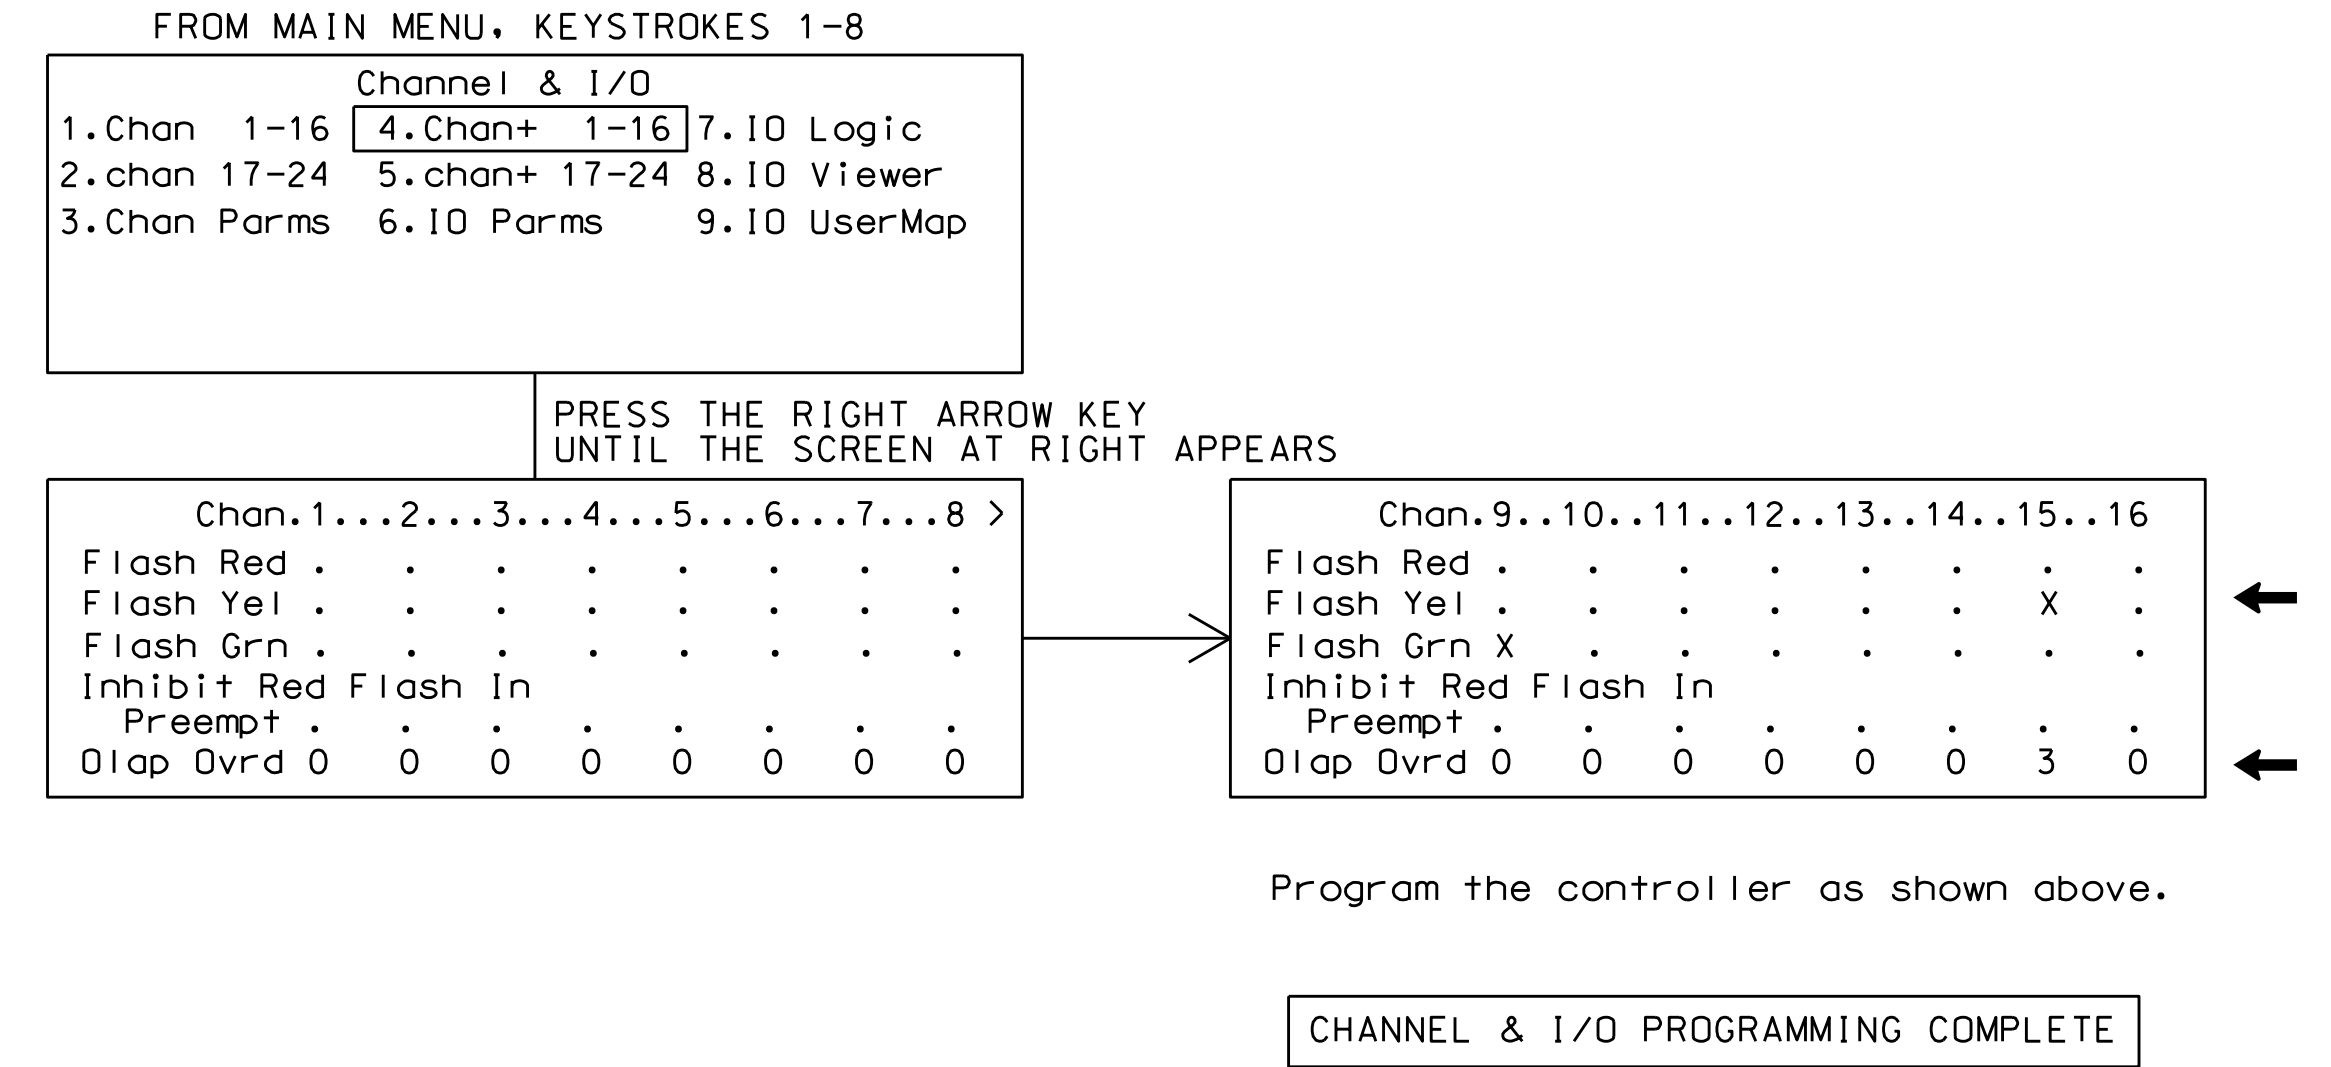 FROM MAIN MENU, KEYSTROKES 1-8
Channel & I/O
1.Chan 1-16 4.Chan+ 1-16 7.IO Logic
2.chan 17-24 5.chan+ 17-24 8.IO Viewer
3.Chan Parms 6.IO Parms 9.IO UserMap
PRESS THE RIGHT ARROW KEY
UNTIL THE SCREEN AT RIGHT APPEARS
Chan.1...2...3...4...5...6...7...8 >
Flash Red . . . . . . . .
Flash Yel . . . . . . . .
Flash Grn . . . . . . . .
Inhibit Red Flash In
Preempt . . . . . . . .
Olap Ovrd 0 0 0 0 0 0 0 0
Chan.9..10..11..12..13..14..15..16
Flash Red . . . . . . . .
Flash Yel . . . . . . X .
Flash Grn X . . . . . . .
Inhibit Red Flash In
Preempt . . . . . . . .
Olap Ovrd 0 0 0 0 0 0 3 0
Program the controller as shown above.
CHANNEL & I/O PROGRAMMING COMPLETE